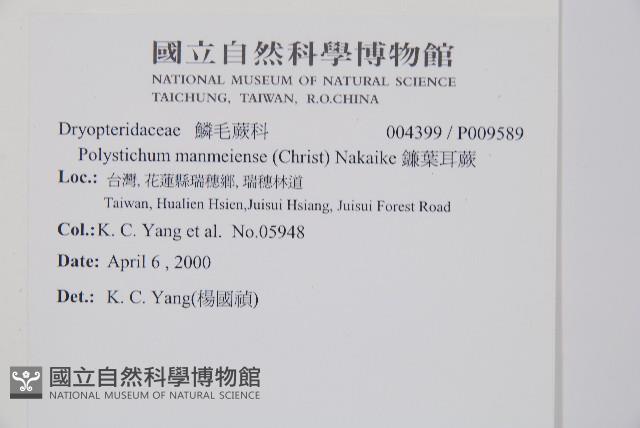 國立自然科學博物館
NATIONAL MUSEUM OF NATURAL SCIENCE
TAICHUNG, TAIWAN, R.O.CHINA
Dryopteridaceae 鱗毛蕨科 004399 / P009589
Polystichum manmeiense (Christ) Nakaike 鐮葉耳蕨
Loc.: 台灣, 花蓮縣瑞穗鄉, 瑞穗林道
Taiwan, Hualien Hsien,Juisui Hsiang, Juisui Forest Road
Col.: K. C. Yang et al. No.05948
Date: April 6 , 2000
Det.: K. C. Yang(楊國禎)
國立自然科學博物館
NATIONAL MUSEUM OF NATURAL SCIENCE